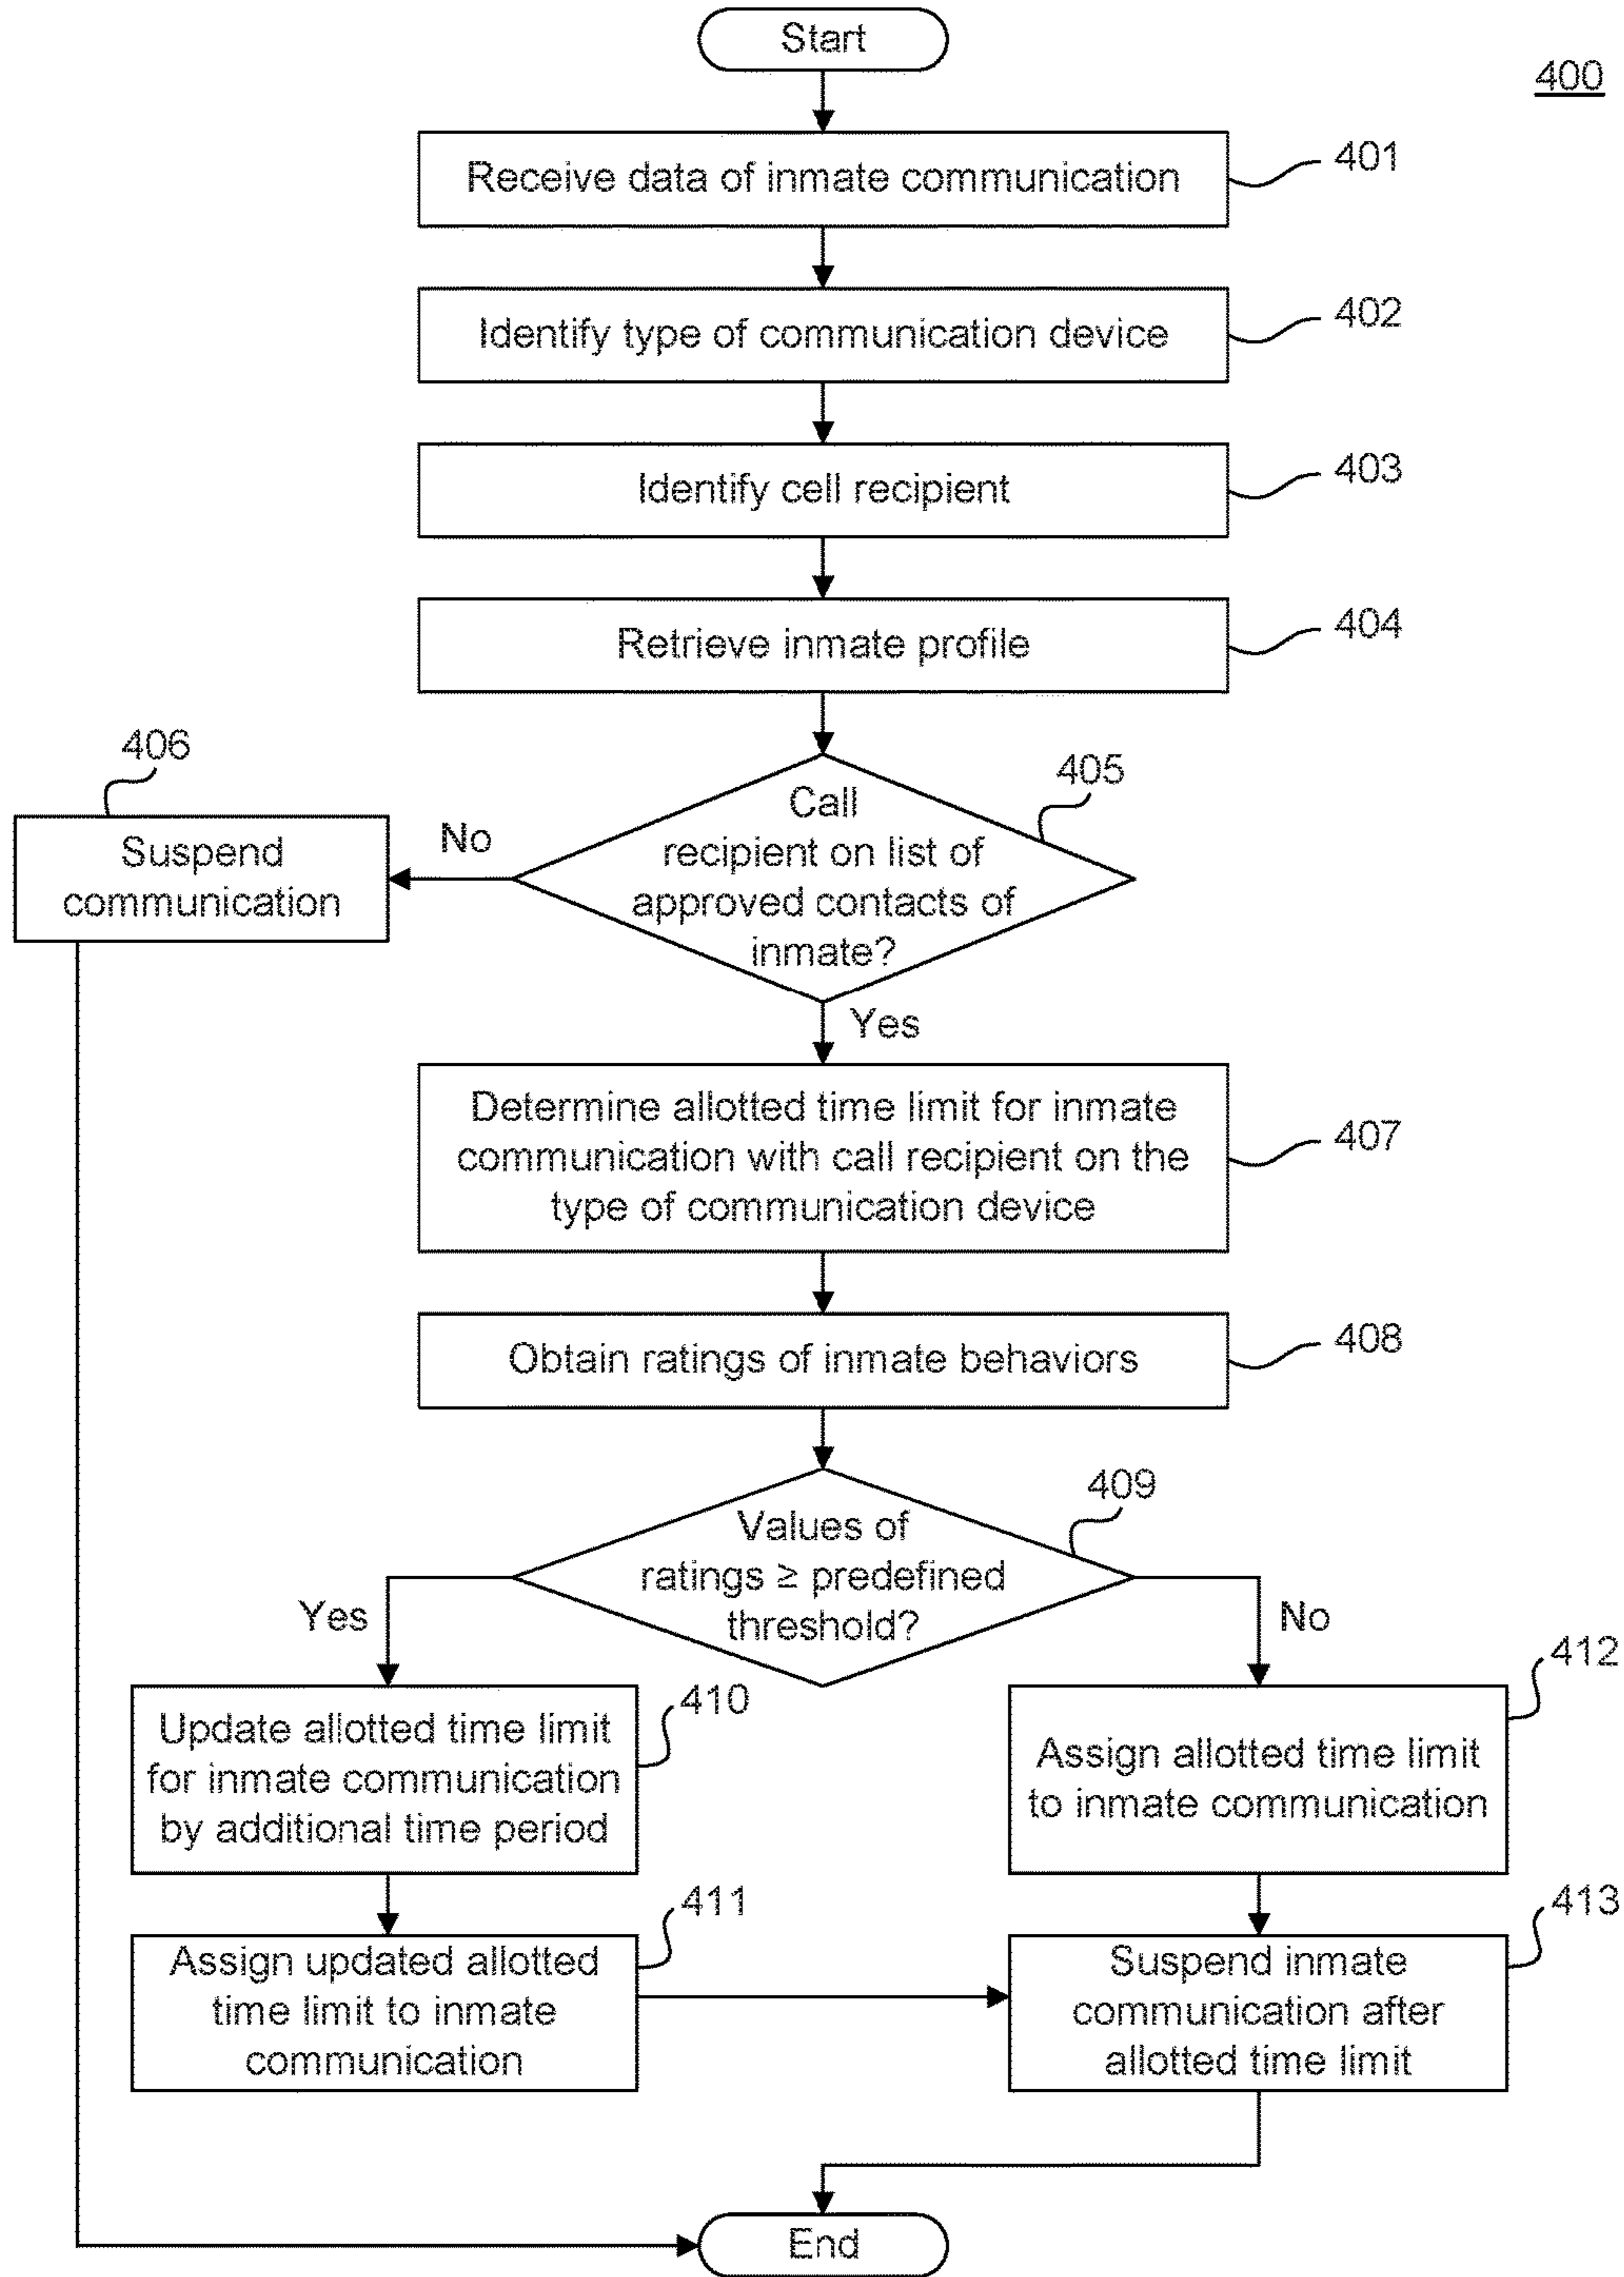 Start
400
Receive data of inmate communication
401
Identify type of communication device
402
Identify cell recipient
403
Retrieve inmate profile
404
406
Suspend
communication
No
405
Call
recipient on list of
approved contacts of
inmate?
Yes
Determine allotted time limit for inmate
communication with call recipient on the
type of communication device
407
Obtain ratings of inmate behaviors
408
409
Values of
ratings ≥ predefined
threshold?
Yes
No
410
Update allotted time limit
for inmate communication
by additional time period
412
Assign allotted time limit
to inmate communication
411
Assign updated allotted
time limit to inmate
communication
413
Suspend inmate
communication after
allotted time limit
End